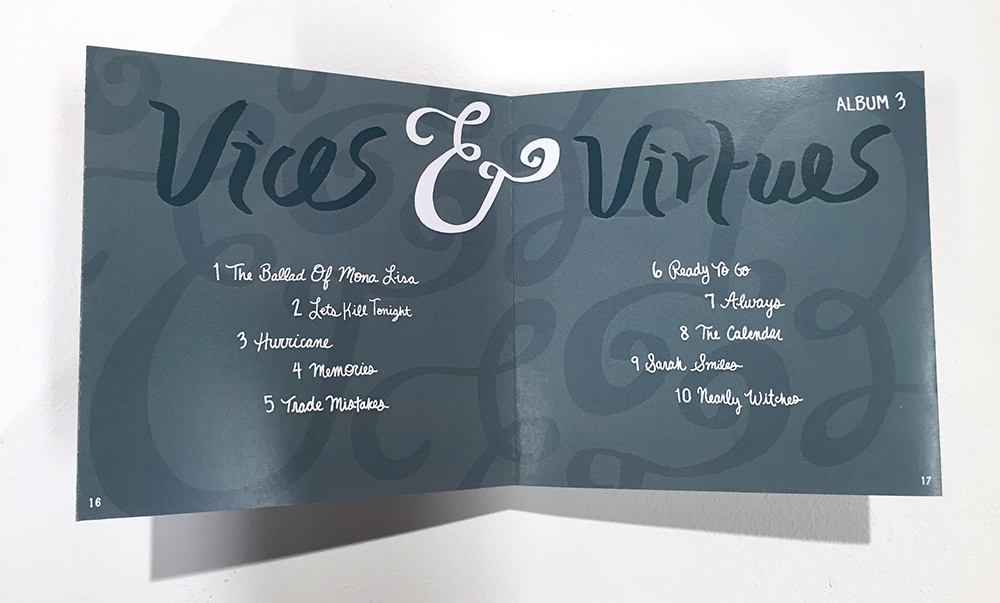 Vices & Virtues
ALBUM 3
1 The Ballad Of Mona Lisa
2 Lets Kill Tonight
3 Hurricane
4 Memories
5 Trade Mistakes
6 Ready To Go
7 Always
8 The Calendar
9 Sarah Smiles
10 Nearly Witches
16
17